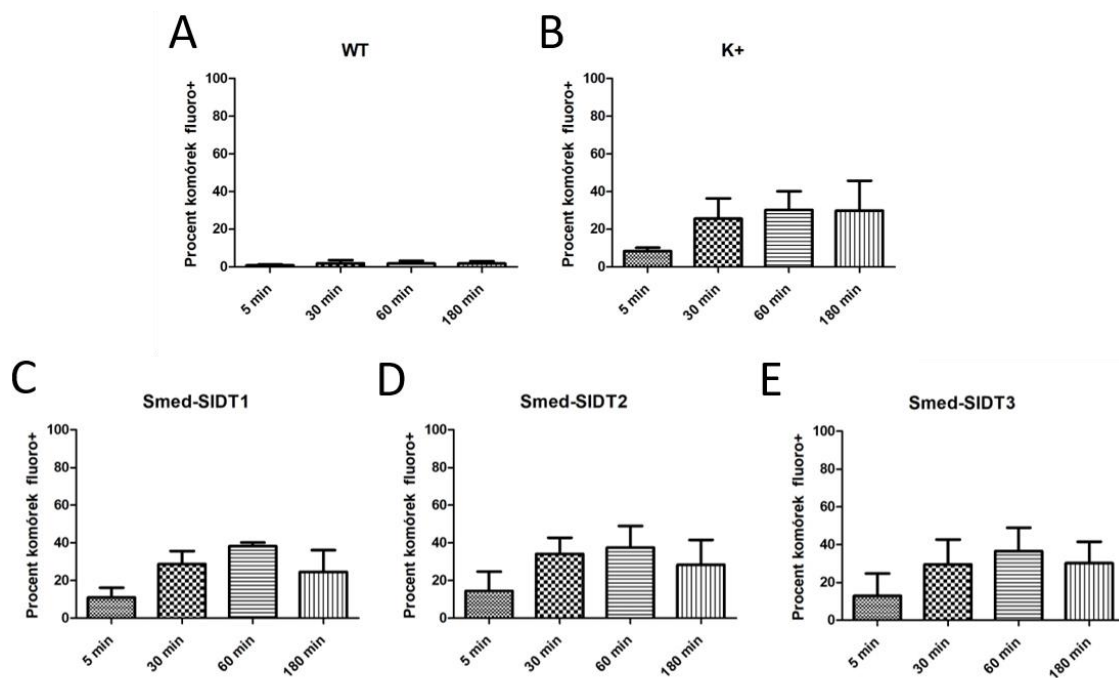 A
WT
Procent komórek fluoro+
100
80
60
40
20
0
5 min
30 min
60 min
180 min
B
K+
Procent komórek fluoro+
100
80
60
40
20
0
5 min
30 min
60 min
180 min
C
Smed-SIDT1
Procent komórek fluoro+
100
80
60
40
20
0
5 min
30 min
60 min
180 min
D
Smed-SIDT2
Procent komórek fluoro+
100
80
60
40
20
0
5 min
30 min
60 min
180 min
E
Smed-SIDT3
Procent komórek fluoro+
100
80
60
40
20
0
5 min
30 min
60 min
180 min